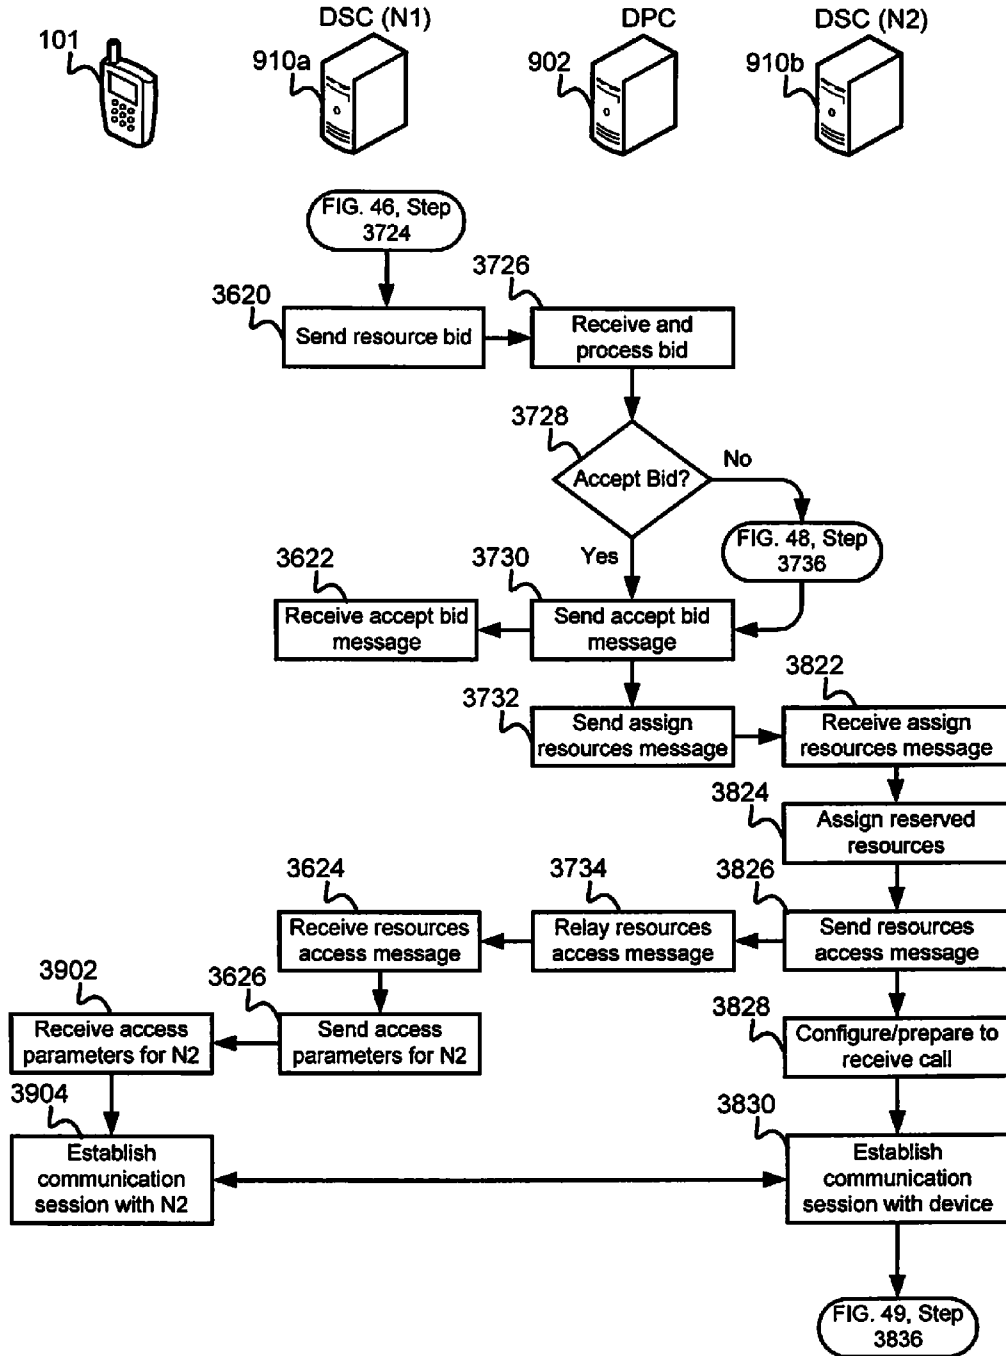 DSC (N1)
DPC
DSC (N2)
101
910a
902
910b
FIG. 46, Step
3724
3620
Send resource bid
3726
Receive and
process bid
3728
Accept Bid?
No
Yes
FIG. 48, Step
3736
3622
Receive accept bid
message
3730
Send accept bid
message
3732
Send assign
resources message
3822
Receive assign
resources message
3824
Assign reserved
resources
3826
Send resources
access message
3734
Relay resources
access message
3624
Receive resources
access message
3626
Send access
parameters for N2
3902
Receive access
parameters for N2
3828
Configure/prepare to
receive call
3904
Establish
communication
session with N2
3830
Establish
communication
session with device
FIG. 49, Step
3836